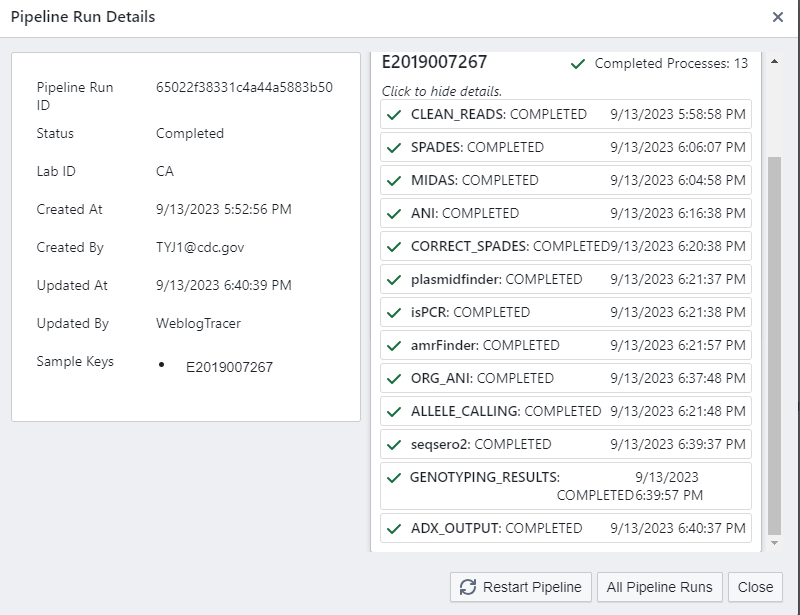 Pipeline Run Details
Pipeline Run ID 65022f38331c4a44a5883b50
Status Completed
Lab ID CA
Created At 9/13/2023 5:52:56 PM
Created By TYJ1@cdc.gov
Updated At 9/13/2023 6:40:39 PM
Updated By WeblogTracer
Sample Keys • E2019007267
E2019007267 Completed Processes: 13
Click to hide details.
CLEAN_READS: COMPLETED 9/13/2023 5:58:58 PM
SPADES: COMPLETED 9/13/2023 6:06:07 PM
MIDAS: COMPLETED 9/13/2023 6:04:58 PM
ANI: COMPLETED 9/13/2023 6:16:38 PM
CORRECT_SPADES: COMPLETED9/13/2023 6:20:38 PM
plasmidfinder: COMPLETED 9/13/2023 6:21:37 PM
isPCR: COMPLETED 9/13/2023 6:21:38 PM
amrFinder: COMPLETED 9/13/2023 6:21:57 PM
ORG_ANI: COMPLETED 9/13/2023 6:37:48 PM
ALLELE_CALLING: COMPLETED 9/13/2023 6:21:48 PM
seqsero2: COMPLETED 9/13/2023 6:39:37 PM
GENOTYPING_RESULTS: 9/13/2023
COMPLETED6:39:57 PM
ADX_OUTPUT: COMPLETED 9/13/2023 6:40:37 PM
Restart Pipeline All Pipeline Runs Close